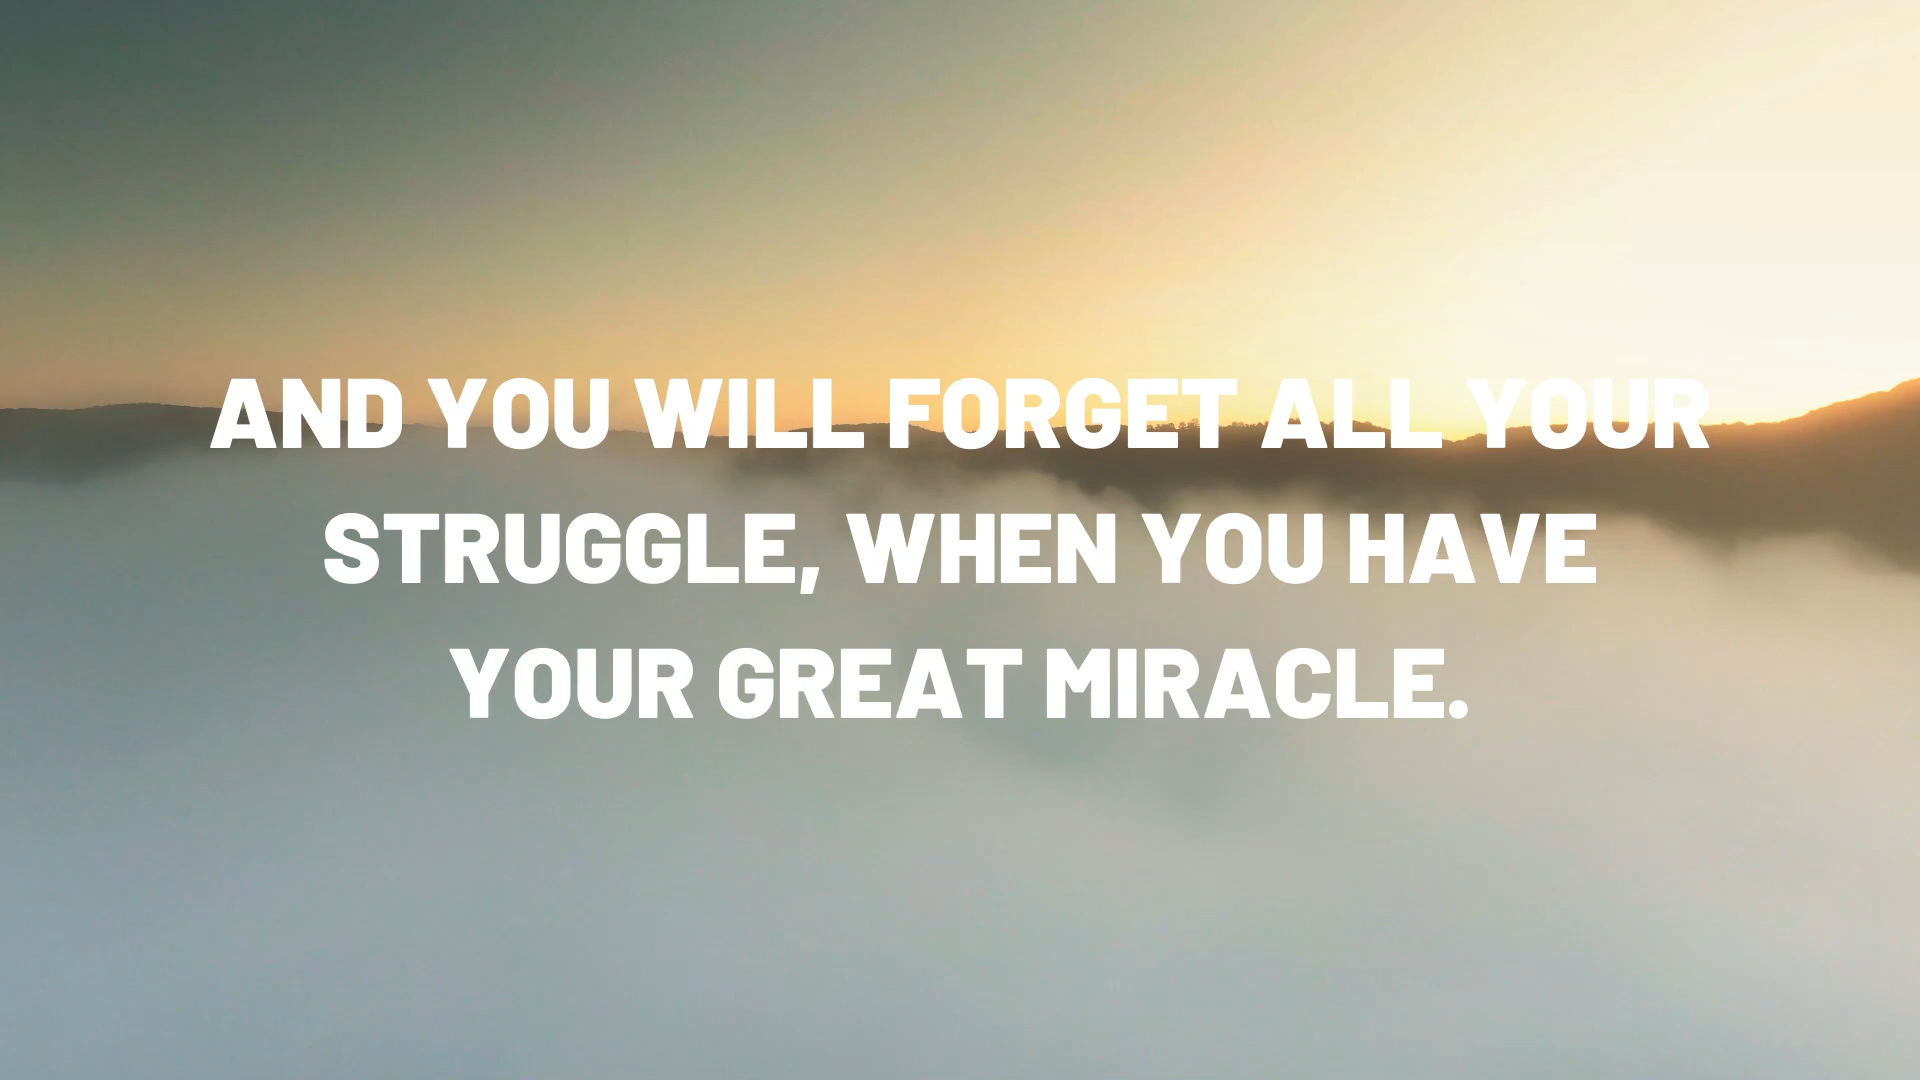 AND YOU WILL FORGET ALL YOUR
STRUGGLE, WHEN YOU HAVE
YOUR GREAT MIRACLE.